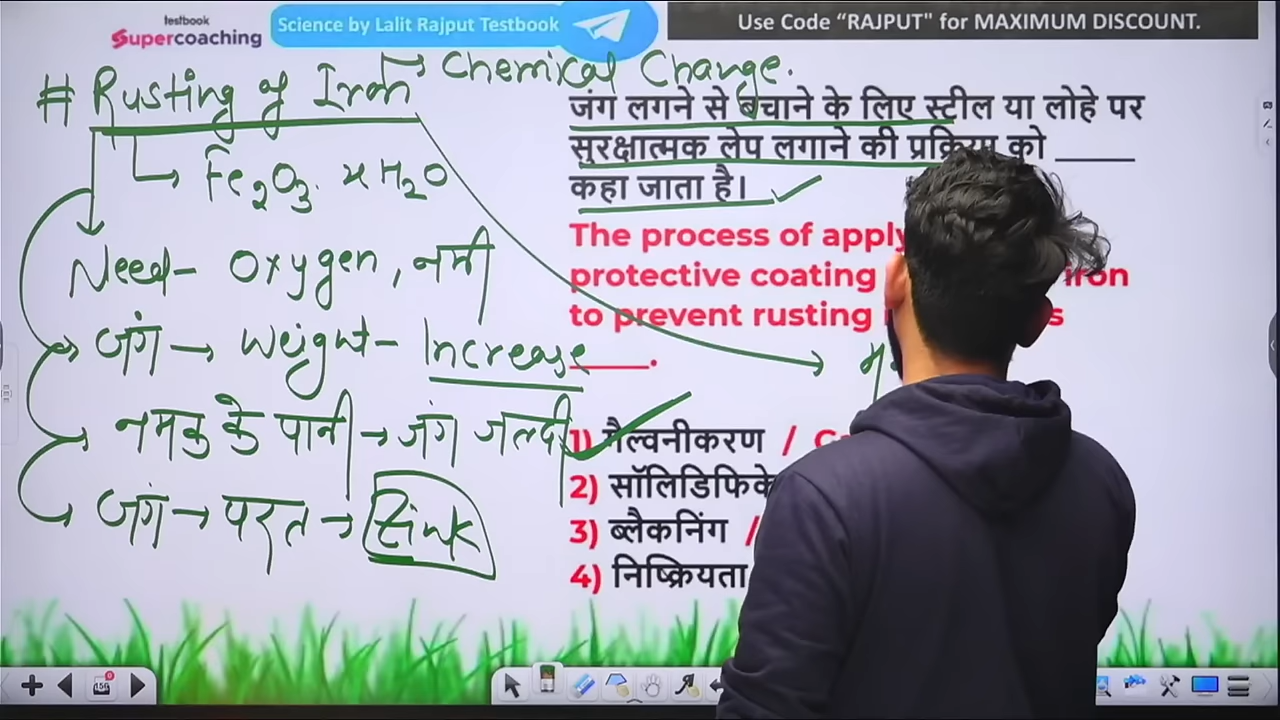 testbook
Supercoaching
Science by Lalit Rajput Testbook
Use Code “RAJPUT" for MAXIMUM DISCOUNT.
# Rusting of Iron → Chemical Change.
Fe₂O₃. xH₂O
Need- Oxygen, नमी
जंग → Weight- Increase
नमक के पानी → जंग जल्दी
जंग → परत → Zink
जंग लगने से बचाने के लिए स्टील या लोहे पर
सुरक्षात्मक लेप लगाने की प्रक्रिया को _____
कहा जाता है।
The process of apply
protective coating iron
to prevent rusting
_____.
1) गैल्वनीकरण /
2) सॉलिडिफिके
3) ब्लैकनिंग /
4) निष्क्रियता